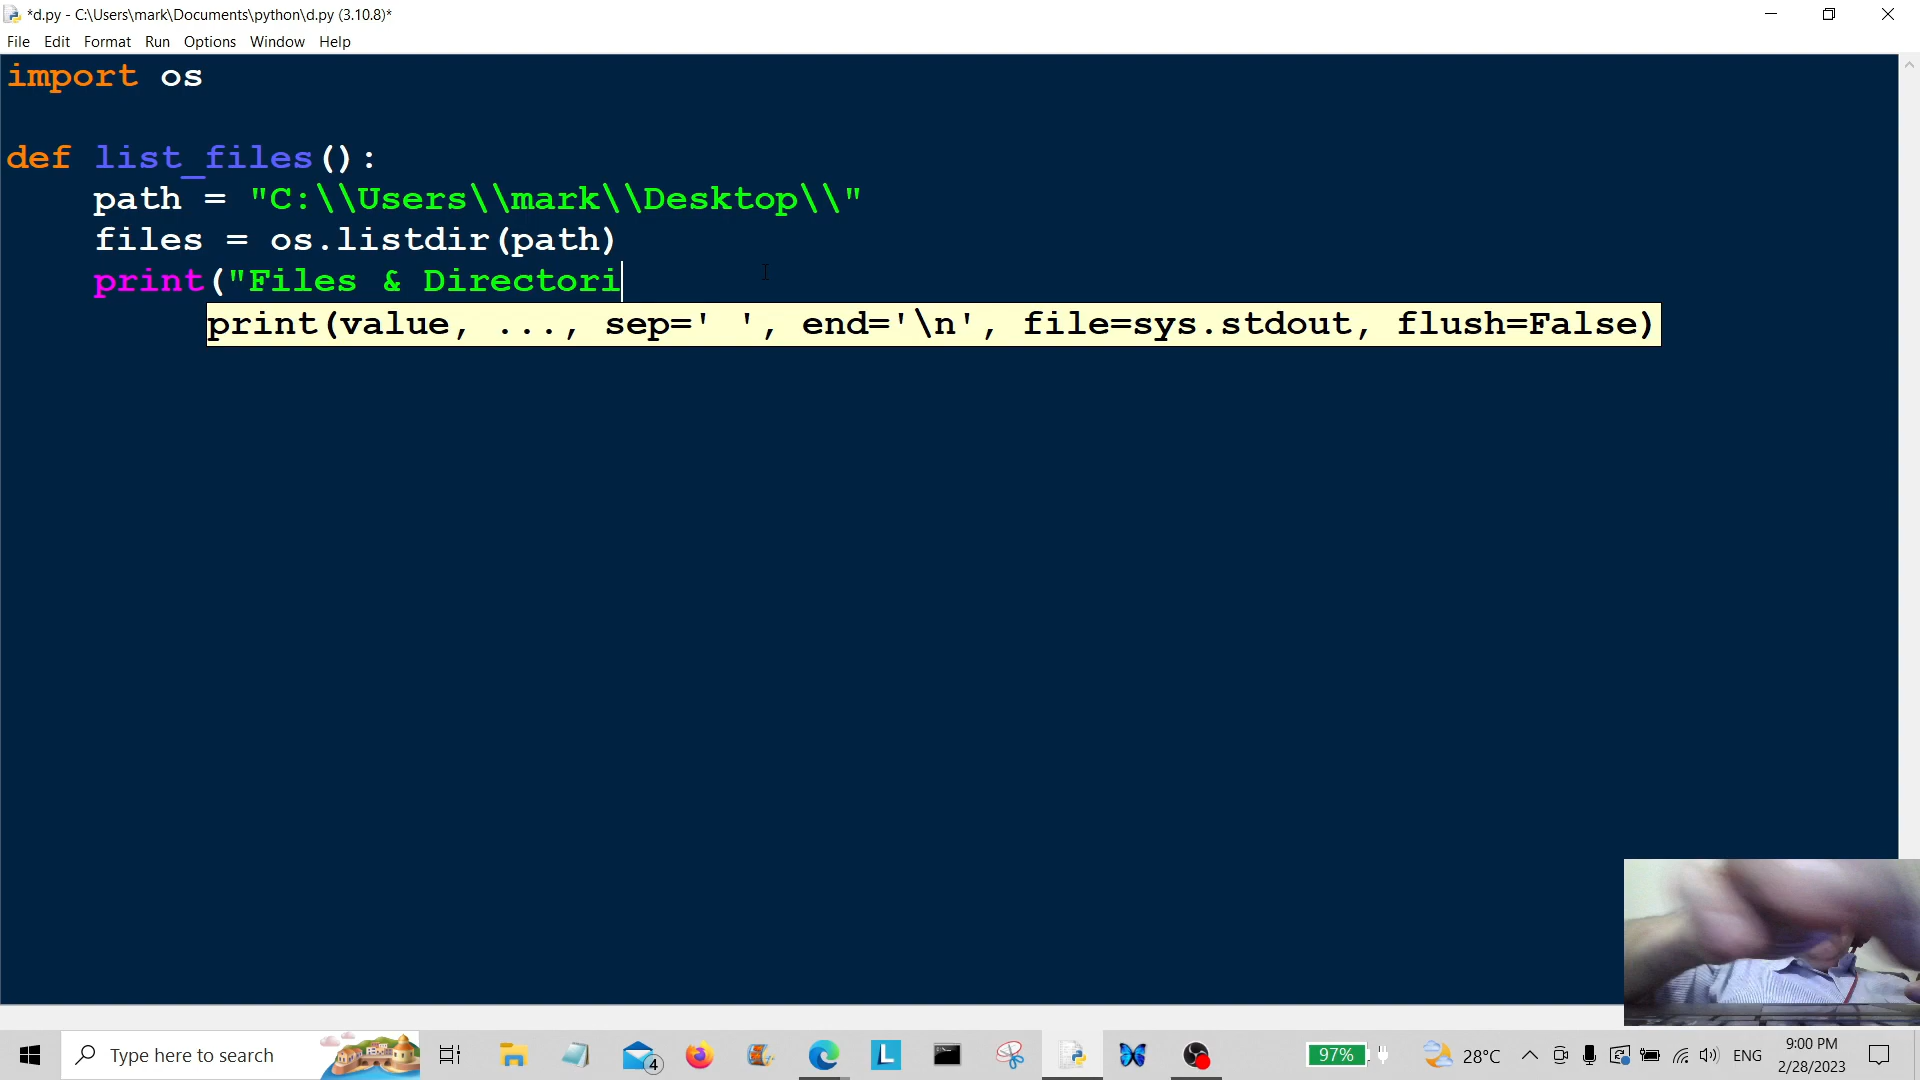 *d.py - C:\Users\mark\Documents\python\d.py (3.10.8)*
File Edit Format Run Options Window Help
import os
def list_files():
    path = "C:\\Users\\mark\\Desktop\\"
    files = os.listdir(path)
    print("Files & Directori
print(value, ..., sep=' ', end='\n', file=sys.stdout, flush=False)
Type here to search
4
L
97%
28°C
ENG
9:00 PM
2/28/2023